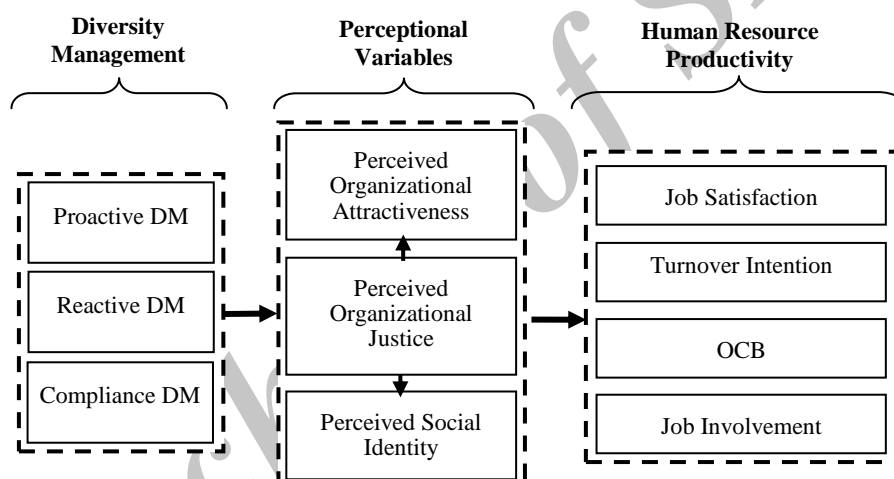 Diversity
Management
Perceptional
Variables
Human Resource
Productivity
Proactive DM
Reactive DM
Compliance DM
Perceived
Organizational
Attractiveness
Perceived
Organizational
Justice
Perceived Social
Identity
Job Satisfaction
Turnover Intention
OCB
Job Involvement
of